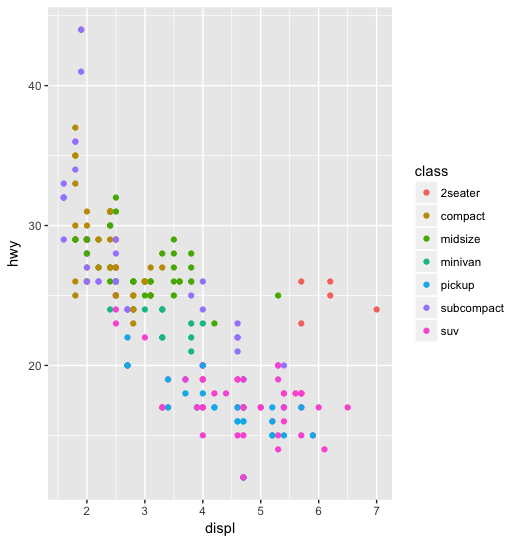 hwy
40
30
20
2 3 4 5 6 7
displ
class
2seater
compact
midsize
minivan
pickup
subcompact
suv